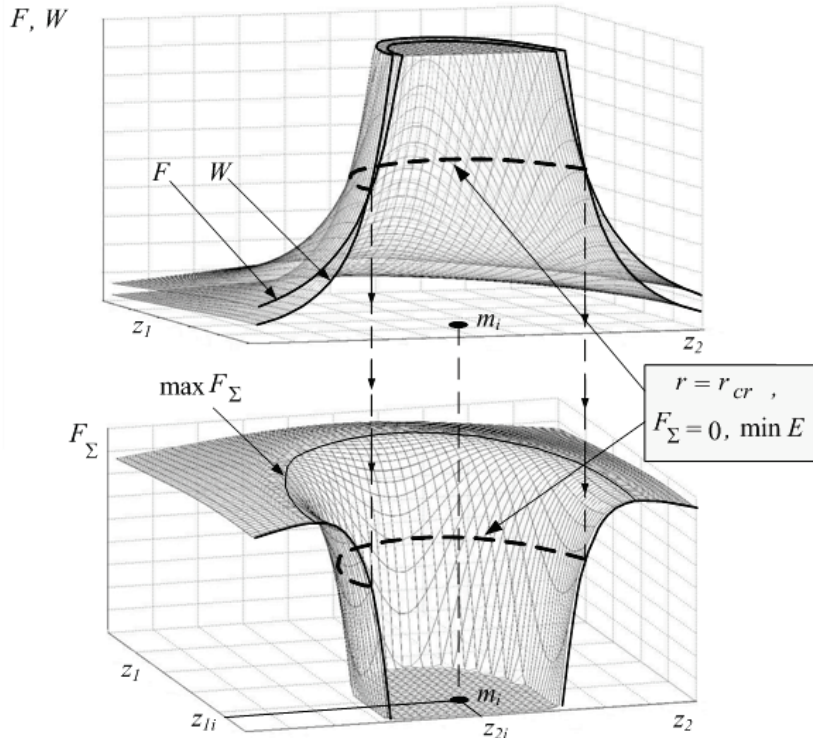 F, W
F
W
z1
mi
z2
r = rcr ,
FΣ = 0, min E
max FΣ
FΣ
z1
z1i
mi
z2i
z2